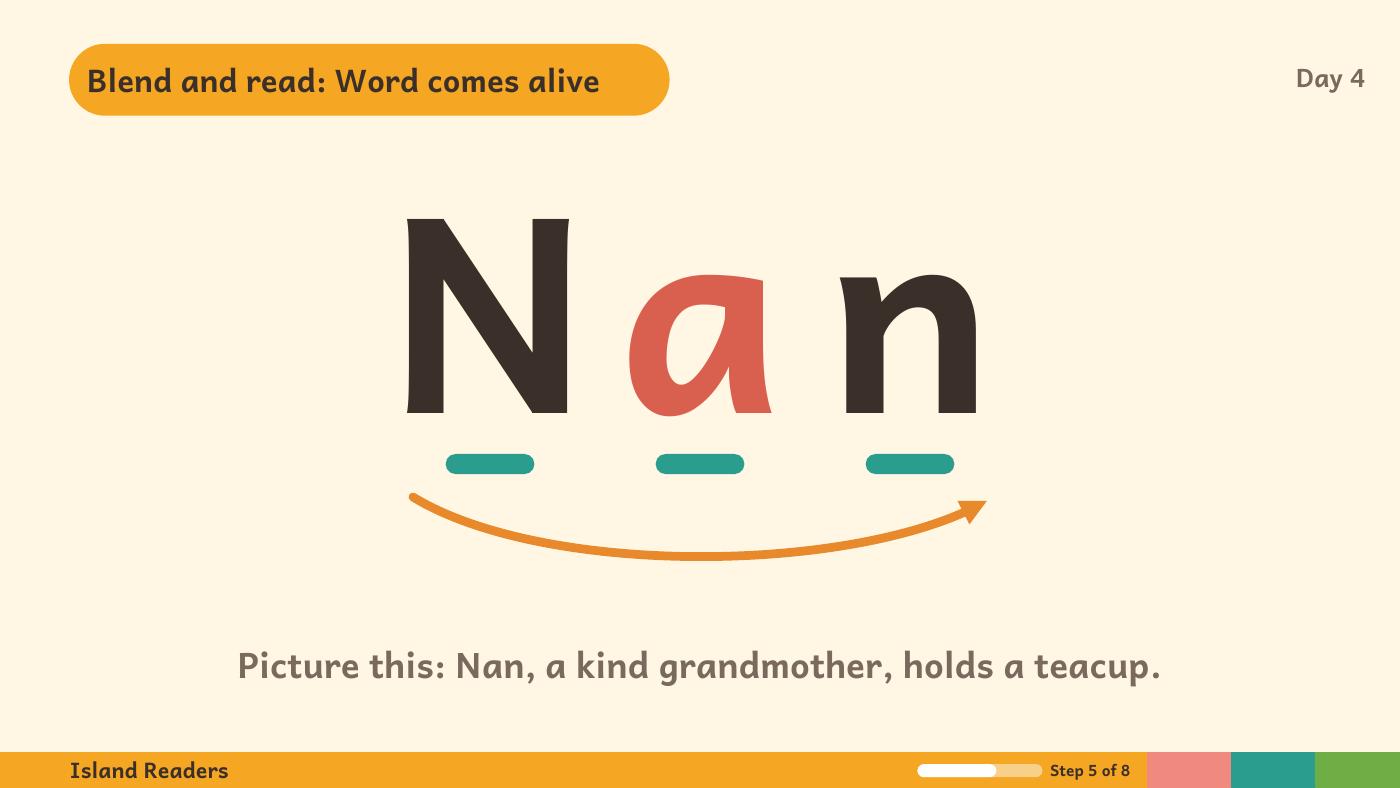 Blend and read: Word comes alive
Day 4
Nan
Picture this: Nan, a kind grandmother, holds a teacup.
Island Readers
Step 5 of 8